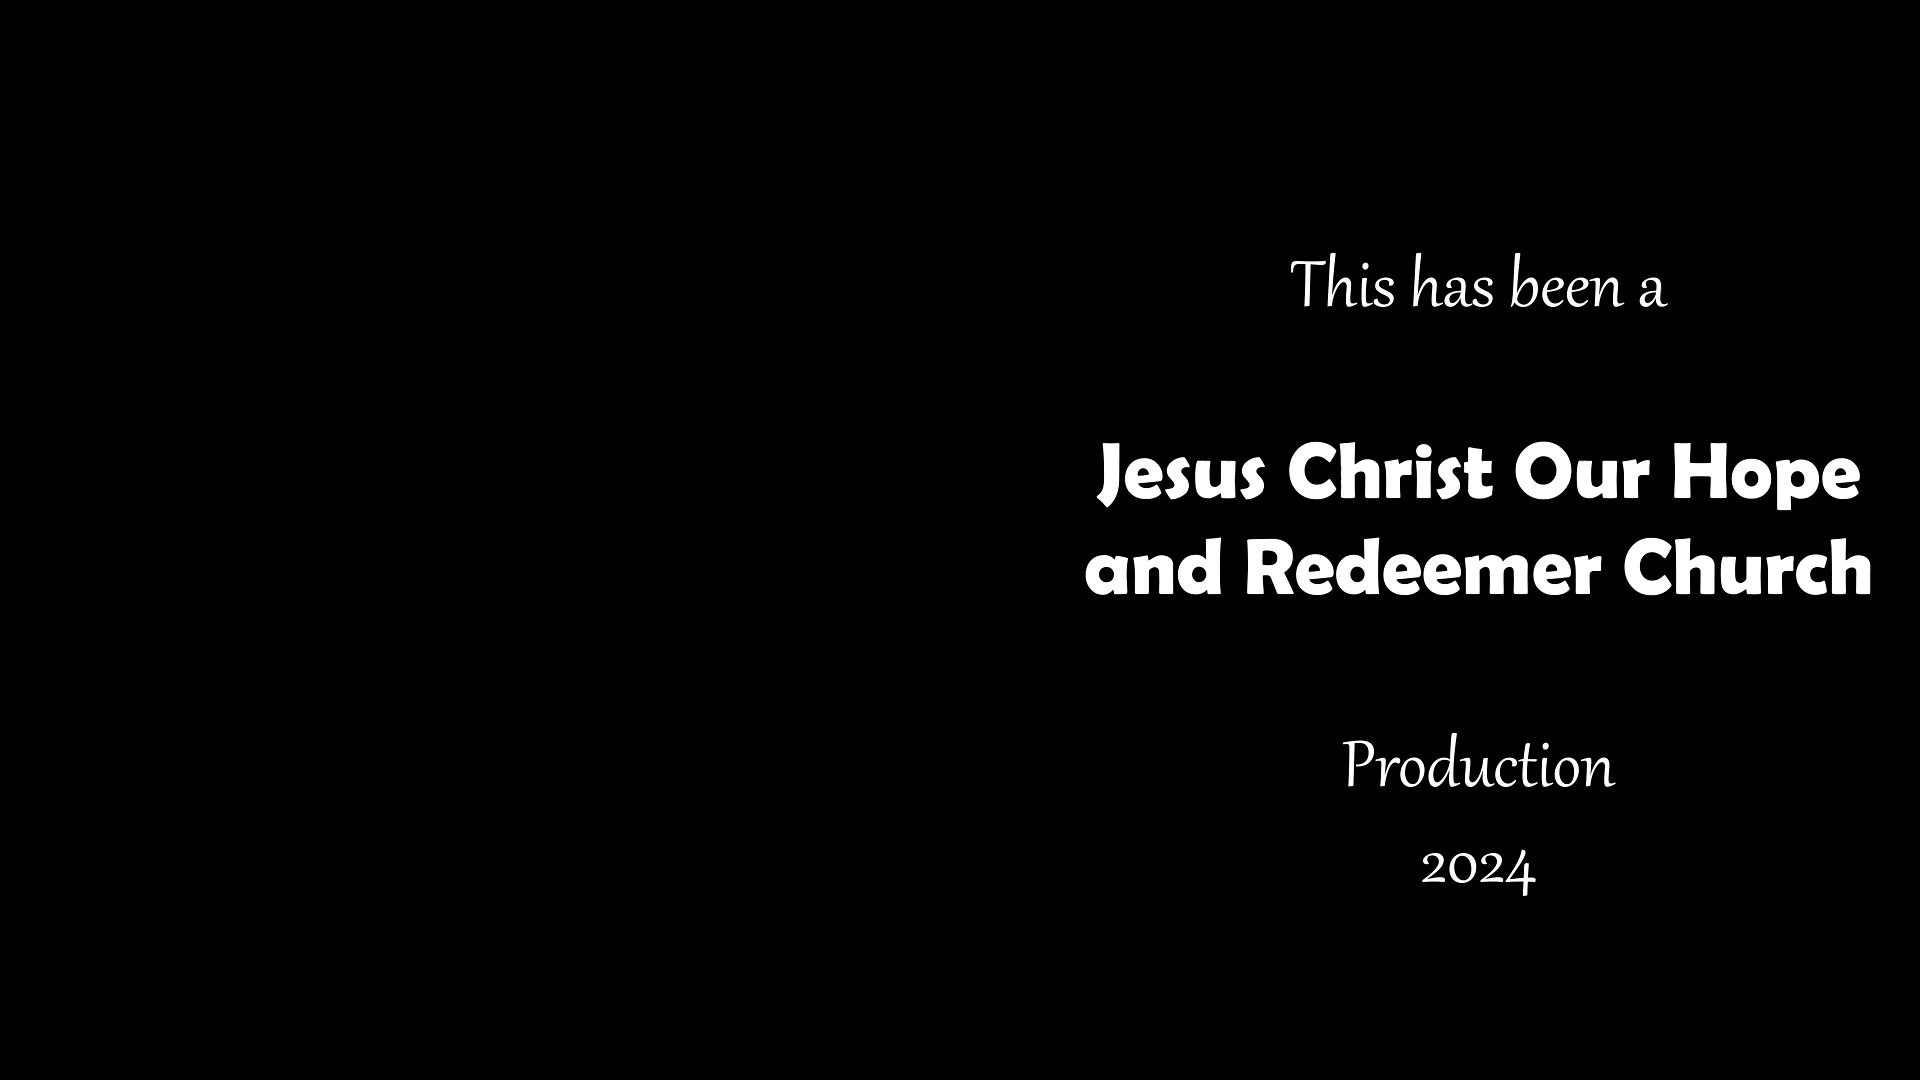 This has been a
Jesus Christ Our Hope
and Redeemer Church
Production
2024